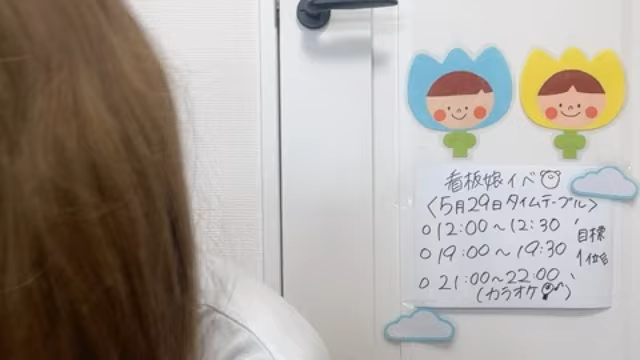 看板娘イベ
〈5月29日タイムテーブル〉
○12:00～12:30
○19:00～19:30
○21:00～22:00
(カラオケ)
目標
1位